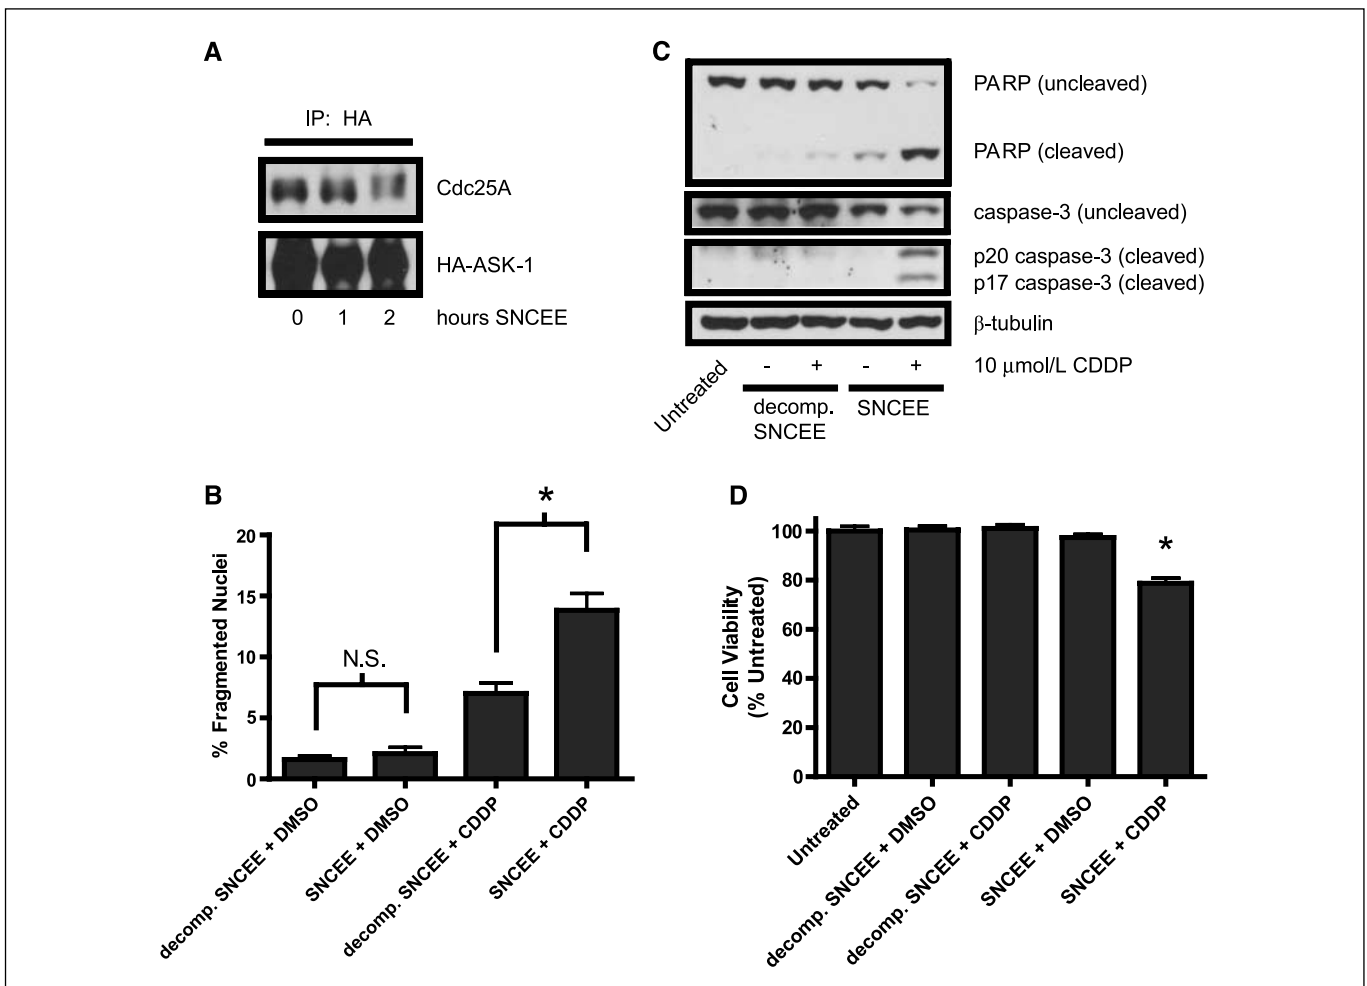 A
IP: HA
Cdc25A
HA-ASK-1
0 1 2 hours SNCEE
C
PARP (uncleaved)
PARP (cleaved)
caspase-3 (uncleaved)
p20 caspase-3 (cleaved)
p17 caspase-3 (cleaved)
β-tubulin
- + - + 10 μmol/L CDDP
Untreated
decomp. SNCEE
SNCEE
B
% Fragmented Nuclei
20
15
10
5
0
N.S.
*
decomp. SNCEE + DMSO
SNCEE + DMSO
decomp. SNCEE + CDDP
SNCEE + CDDP
D
Cell Viability
(% Untreated)
100
80
60
40
20
0
*
Untreated
decomp. SNCEE + DMSO
decomp. SNCEE + CDDP
SNCEE + DMSO
SNCEE + CDDP